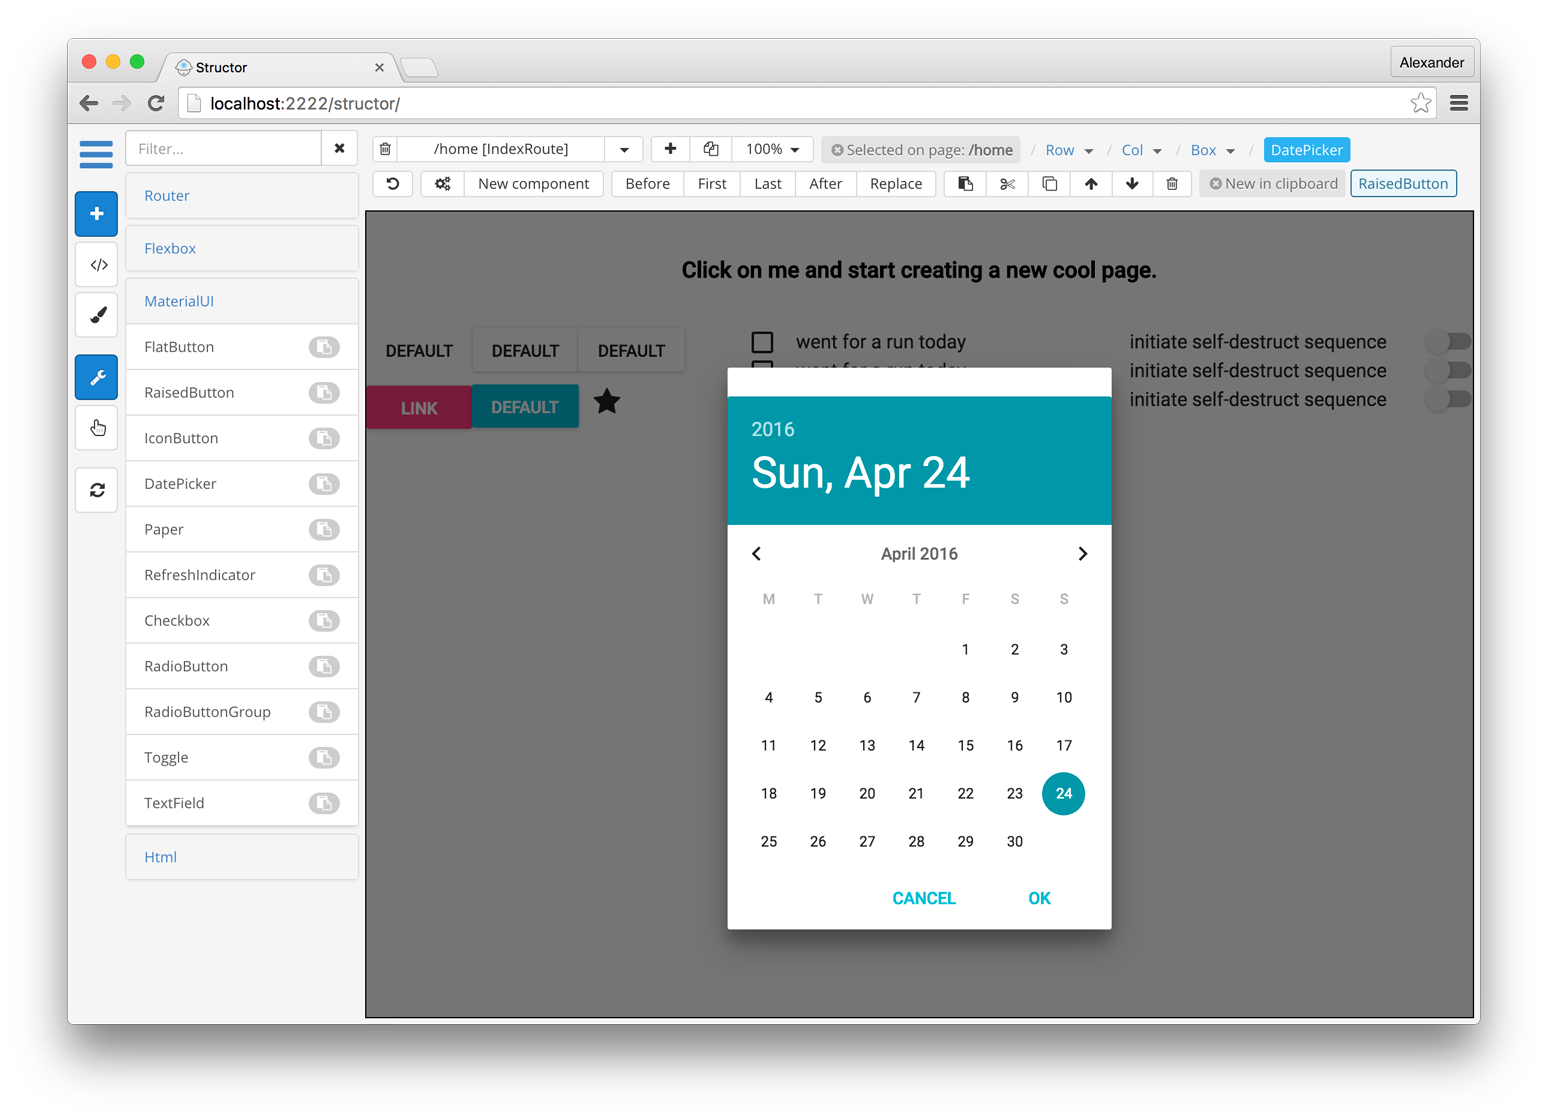 Structor
Alexander
localhost:2222/structor/
Filter...
/home [IndexRoute]
100%
Selected on page: /home
/ Row
/ Col
/ Box
/ DatePicker
New component
Before
First
Last
After
Replace
New in clipboard
RaisedButton
Router
Flexbox
MaterialUI
FlatButton
RaisedButton
IconButton
DatePicker
Paper
RefreshIndicator
Checkbox
RadioButton
RadioButtonGroup
Toggle
TextField
Html
Click on me and start creating a new cool page.
DEFAULT
DEFAULT
DEFAULT
LINK
DEFAULT
went for a run today
went for a run today
initiate self-destruct sequence
initiate self-destruct sequence
initiate self-destruct sequence
2016
Sun, Apr 24
April 2016
M T W T F S S
1 2 3
4 5 6 7 8 9 10
11 12 13 14 15 16 17
18 19 20 21 22 23 24
25 26 27 28 29 30
CANCEL
OK